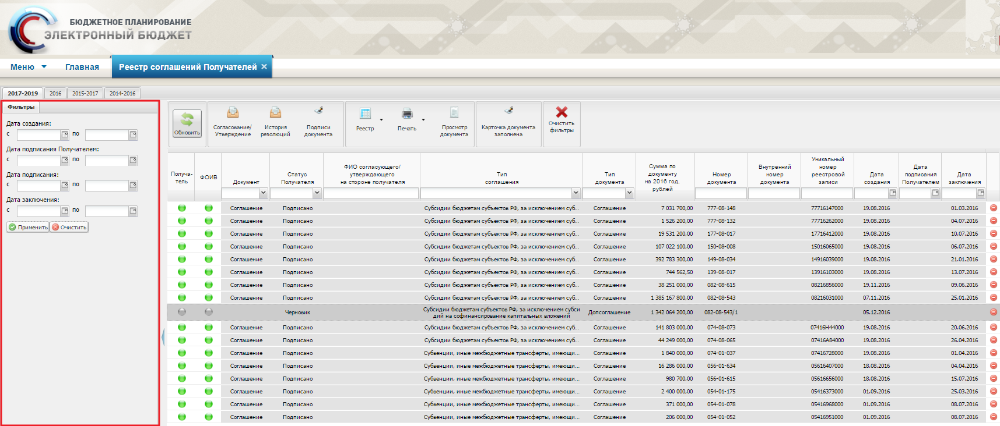 БЮДЖЕТНОЕ ПЛАНИРОВАНИЕ
ЭЛЕКТРОННЫЙ БЮДЖЕТ
Меню Главная Реестр соглашений Получателей
2017-2019 2016 2015-2017 2014-2016
Фильтры
Дата создания:
с по
Дата подписания Получателем:
с по
Дата подписания:
с по
Дата заключения:
с по
Применить Очистить
Обновить
Согласование/
Утверждение
История
резолюций
Подписи
документа
Реестр
Печать
Просмотр
документа
Карточка документа
заполнена
Очистить
фильтры
Получа-
тель
ФОИВ
Документ
Статус
Получателя
ФИО согласующего/
утверждающего
на стороне получателя
Тип
соглашения
Тип
документа
Сумма по
документу
на 2016 год,
рублей
Номер
документа
Внутренний
номер
документа
Уникальный
номер
реестровой
записи
Дата
создания
Дата
подписания
Получателем
Дата
заключения
Соглашение Подписано Субсидии бюджетам субъектов РФ, за исключением суб... Соглашение 7 031 700,00 777-08-148 77716147000 19.08.2016 01.03.2016
Соглашение Подписано Субсидии бюджетам субъектов РФ, за исключением суб... Соглашение 1 526 200,00 777-08-132 77716262000 19.08.2016 04.07.2016
Соглашение Подписано Субсидии бюджетам субъектов РФ, за исключением суб... Соглашение 19 531 200,00 177-08-017 17716412000 19.08.2016 10.07.2016
Соглашение Подписано Субсидии бюджетам субъектов РФ, за исключением суб... Соглашение 107 022 100,00 150-08-008 15016065000 19.08.2016 06.07.2016
Соглашение Подписано Субсидии бюджетам субъектов РФ, за исключением суб... Соглашение 392 783 300,00 149-08-034 14916039000 19.08.2016 21.01.2016
Соглашение Подписано Субсидии бюджетам субъектов РФ, за исключением суб... Соглашение 744 562,50 139-08-017 13916103000 19.08.2016 13.07.2016
Соглашение Подписано Субсидии бюджетам субъектов РФ, за исключением суб... Соглашение 38 251 000,00 082-08-615 08216856000 19.11.2016 09.06.2016
Соглашение Подписано Субсидии бюджетам субъектов РФ, за исключением суб... Соглашение 1 385 167 800,00 082-08-543 08216031000 07.11.2016 25.01.2016
Черновик Субсидии бюджетам субъектов РФ, за исключением субси
дий на софинансирование капитальных вложений Допсоглашение 1 342 064 200,00 082-08-543/1 05.12.2016
Соглашение Подписано Субсидии бюджетам субъектов РФ, за исключением суб... Соглашение 141 803 000,00 074-08-073 07416Н44000 19.08.2016 20.06.2016
Соглашение Подписано Субсидии бюджетам субъектов РФ, за исключением суб... Соглашение 44 249 000,00 074-08-065 07416А84000 19.08.2016 26.04.2016
Соглашение Подписано Субвенции, иные межбюджетные трансферты, имеющи... Соглашение 1 840 000,00 074-01-037 07416728000 19.08.2016 01.04.2016
Соглашение Подписано Субвенции, иные межбюджетные трансферты, имеющи... Соглашение 16 286 000,00 056-01-634 05616407000 18.08.2016 04.04.2016
Соглашение Подписано Субвенции, иные межбюджетные трансферты, имеющи... Соглашение 980 700,00 056-01-615 05616656000 18.08.2016 15.07.2016
Соглашение Подписано Субвенции, иные межбюджетные трансферты, имеющи... Соглашение 2 400 000,00 054-01-175 05416373000 01.09.2016 25.03.2016
Соглашение Подписано Субвенции, иные межбюджетные трансферты, имеющи... Соглашение 371 000,00 054-01-078 05416968000 01.09.2016 08.07.2016
Соглашение Подписано Субвенции, иные межбюджетные трансферты, имеющи... Соглашение 206 000,00 054-01-052 05416951000 01.09.2016 08.07.2016